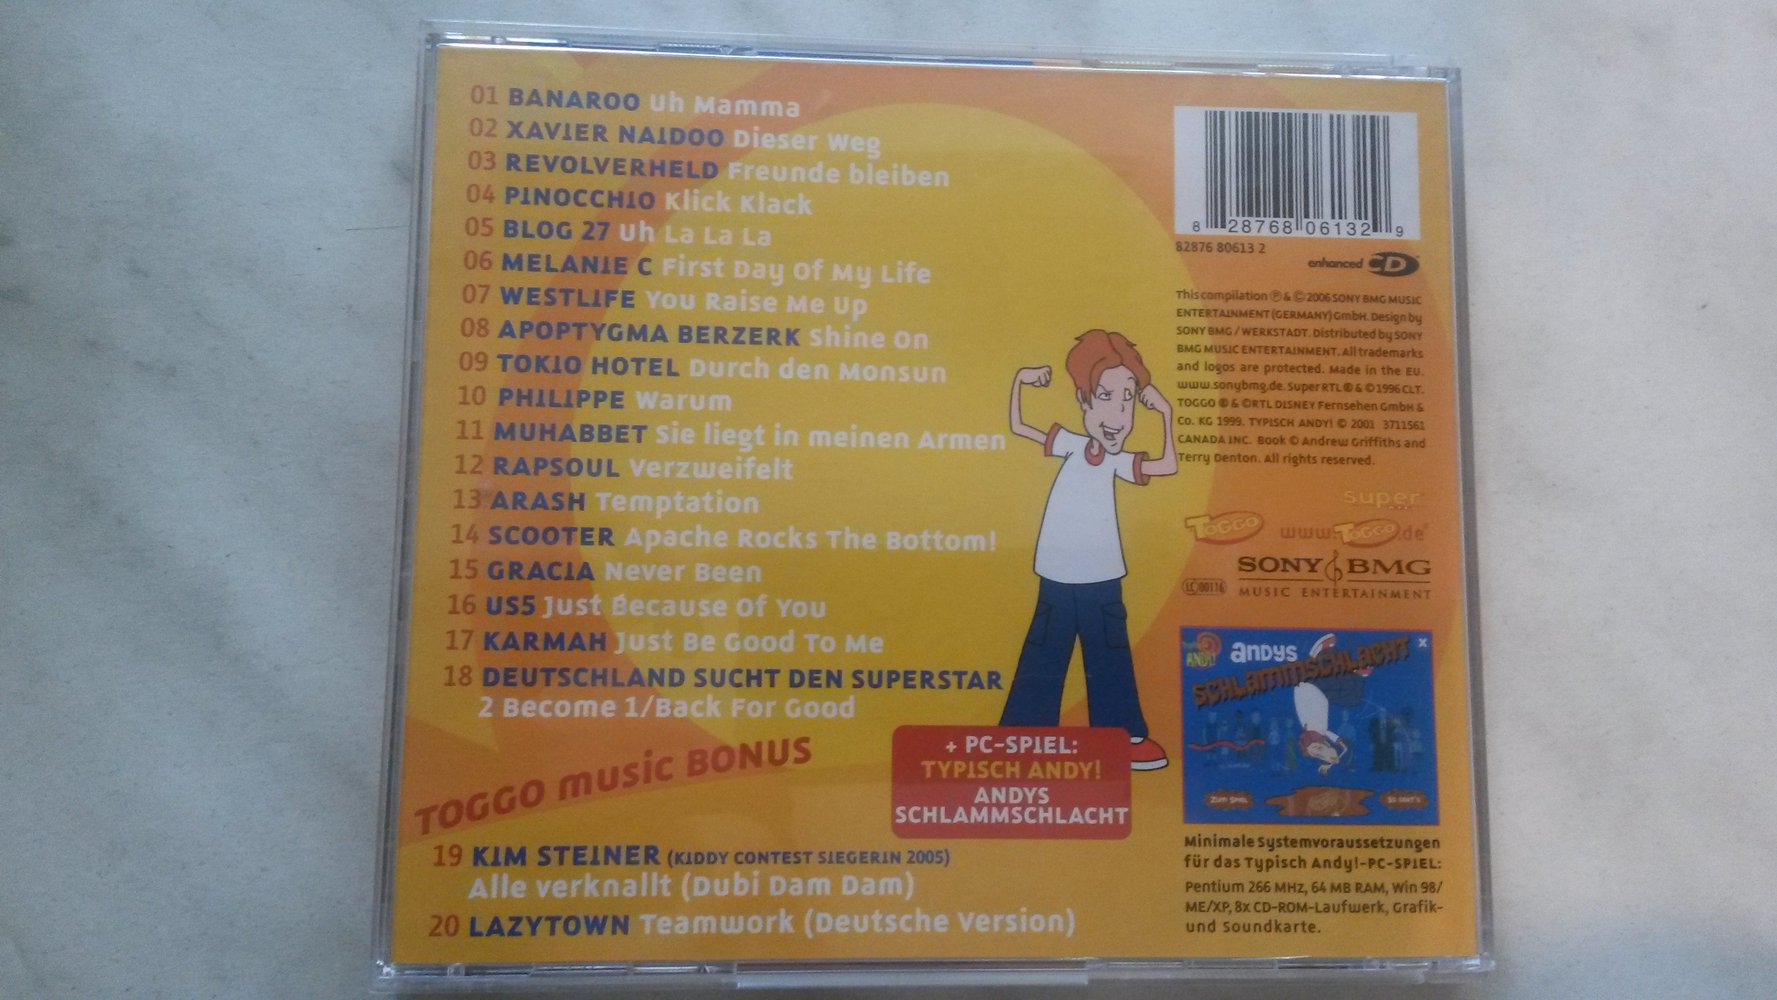 01 BANAROO Uh Mamma
02 XAVIER NAIDOO Dieser Weg
03 REVOLVERHELD Freunde bleiben
04 PINOCCHIO Klick Klack
05 BLOG 27 Uh La La La
06 MELANIE C First Day Of My Life
07 WESTLIFE You Raise Me Up
08 APOPTYGMA BERZERK Shine On
09 TOKIO HOTEL Durch den Monsun
10 PHILIPPE Warum
11 MUHABBET Sie liegt in meinen Armen
12 RAPSOUL Verzweifelt
13 ARASH Temptation
14 SCOOTER Apache Rocks The Bottom!
15 GRACIA Never Been
16 US5 Just Because Of You
17 KARMAH Just Be Good To Me
18 DEUTSCHLAND SUCHT DEN SUPERSTAR
2 Become 1/Back For Good
TOGGO music BONUS
19 KIM STEINER (KIDDY CONTEST SIEGERIN 2005)
Alle verknallt (Dubi Dam Dam)
20 LAZYTOWN Teamwork (Deutsche Version)
+ PC-SPIEL:
TYPISCH ANDY!
ANDYS
SCHLAMMSCHLACHT
8 28768 06132 9
82876 80613 2
enhanced CD
This compilation ℗ & © 2006 SONY BMG MUSIC
ENTERTAINMENT (GERMANY) GmbH. Design by
SONY BMG / WERKSTADT. Distributed by SONY
BMG MUSIC ENTERTAINMENT. All trademarks
and logos are protected. Made in the EU.
www.sonybmg.de. Super RTL ® & © 1996 CLT.
TOGGO ® & © RTL DISNEY Fernsehen GmbH &
Co. KG 1999. TYPISCH ANDY! © 2001 3711561
CANADA INC. Book © Andrew Griffiths and
Terry Denton. All rights reserved.
super
TOGGO www.TOGGO.de
SONY BMG
LC 00116 MUSIC ENTERTAINMENT
ANDY! andys x
SCHLAMMSCHLACHT
ZUM SPIEL SO GEHT'S
Minimale Systemvoraussetzungen
für das Typisch Andy!-PC-SPIEL:
Pentium 266 MHz, 64 MB RAM, Win 98/
ME/XP, 8x CD-ROM-Laufwerk, Grafik-
und Soundkarte.